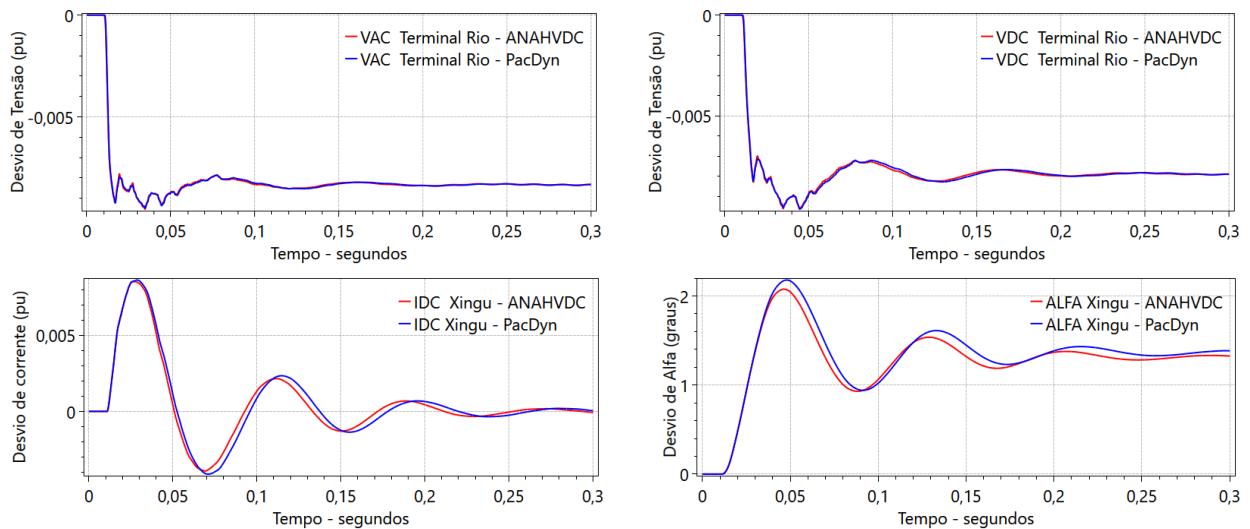 Desvio de Tensão (pu)
0
-0,005
VAC Terminal Rio - ANAHVDC
VAC Terminal Rio - PacDyn
0 0,05 0,1 0,15 0,2 0,25 0,3
Tempo - segundos
Desvio de Tensão (pu)
0
-0,005
VDC Terminal Rio - ANAHVDC
VDC Terminal Rio - PacDyn
0 0,05 0,1 0,15 0,2 0,25 0,3
Tempo - segundos
Desvio de corrente (pu)
0,005
0
IDC Xingu - ANAHVDC
IDC Xingu - PacDyn
0 0,05 0,1 0,15 0,2 0,25 0,3
Tempo - segundos
Desvio de Alfa (graus)
2
1
0
ALFA Xingu - ANAHVDC
ALFA Xingu - PacDyn
0 0,05 0,1 0,15 0,2 0,25 0,3
Tempo - segundos